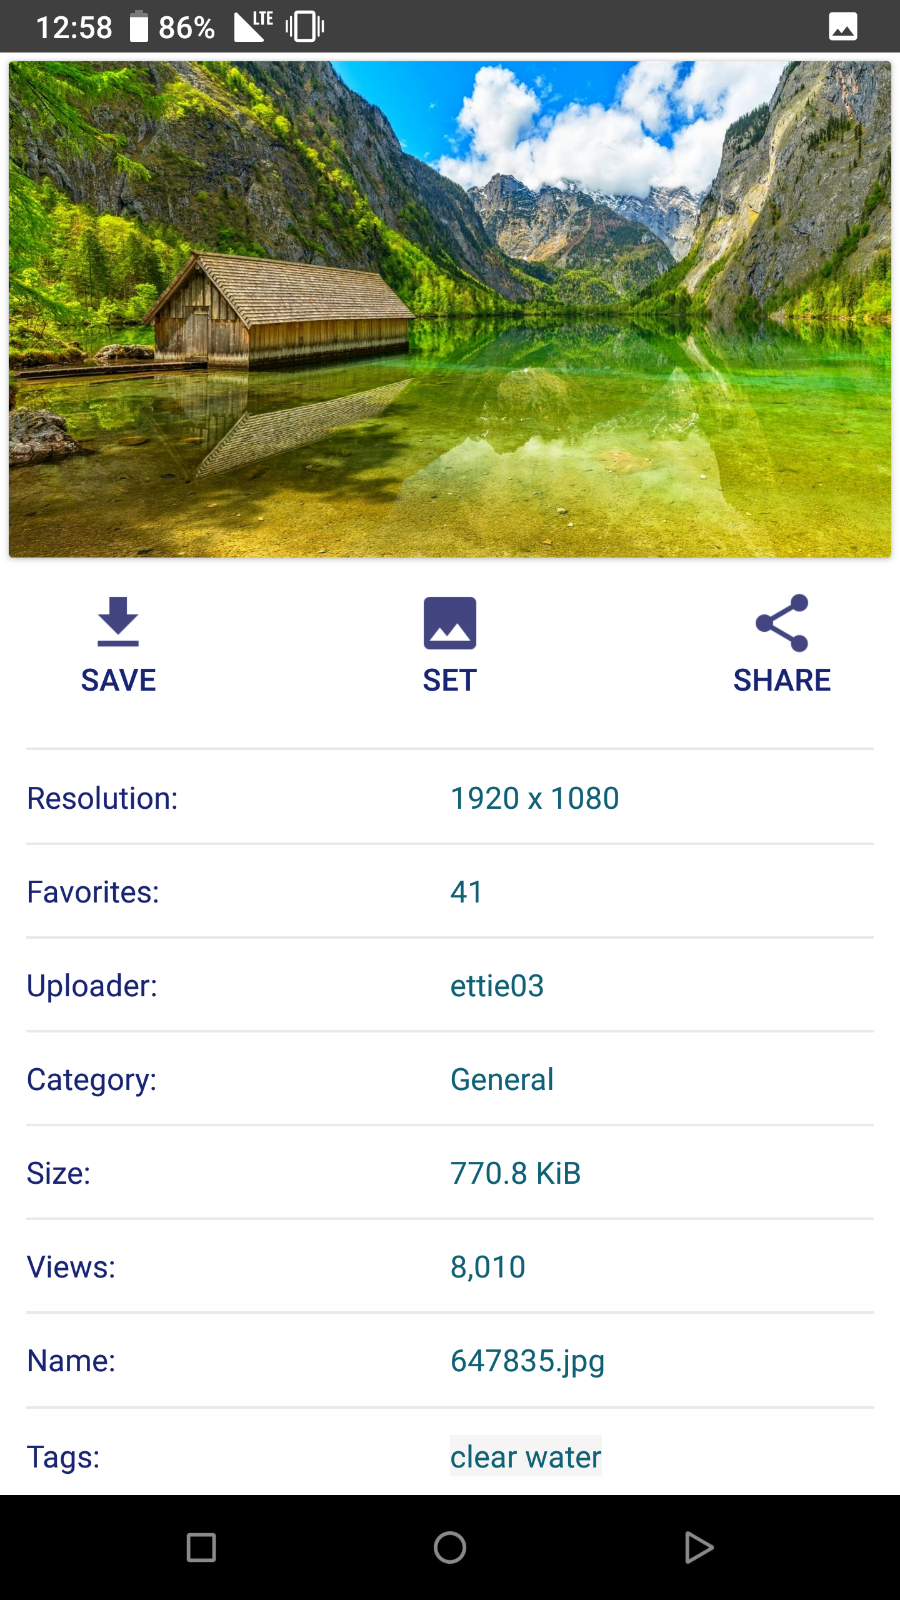 12:58 86% LTE
SAVE SET SHARE
Resolution: 1920 x 1080
Favorites: 41
Uploader: ettie03
Category: General
Size: 770.8 KiB
Views: 8,010
Name: 647835.jpg
Tags: clear water